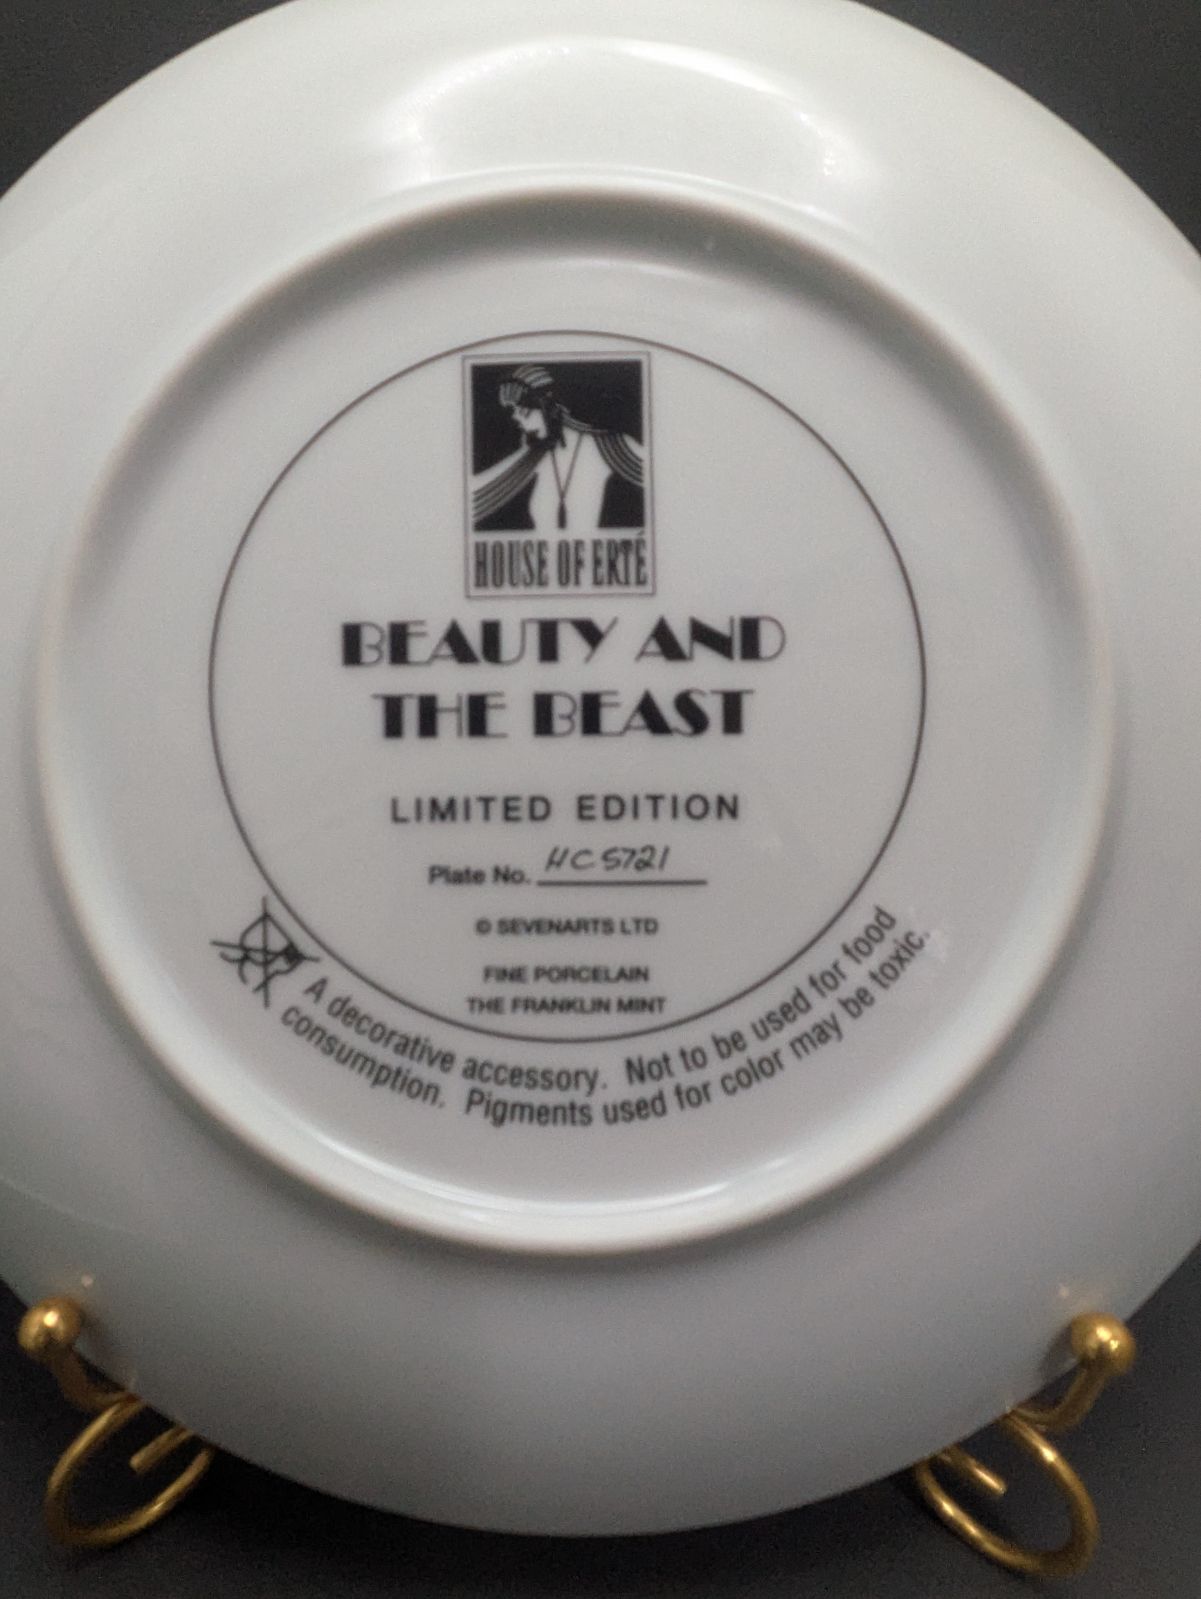 HOUSE OF ERTÉ
BEAUTY AND
THE BEAST
LIMITED EDITION
Plate No. HC5721
© SEVENARTS LTD
FINE PORCELAIN
THE FRANKLIN MINT
A decorative accessory. Not to be used for food
consumption. Pigments used for color may be toxic.